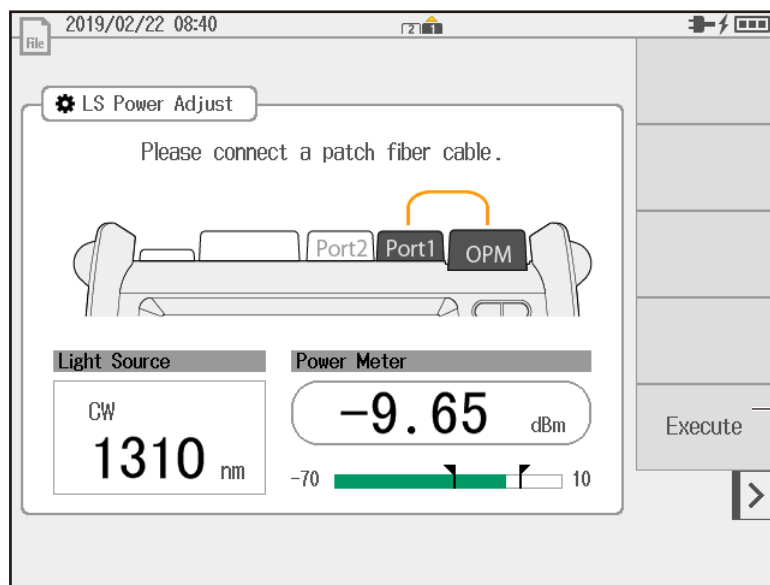 2019/02/22 08:40
2 1
File
LS Power Adjust
Please connect a patch fiber cable.
Port2 Port1 OPM
Light Source
Power Meter
CW
1310 nm
-9.65 dBm
-70
10
Execute